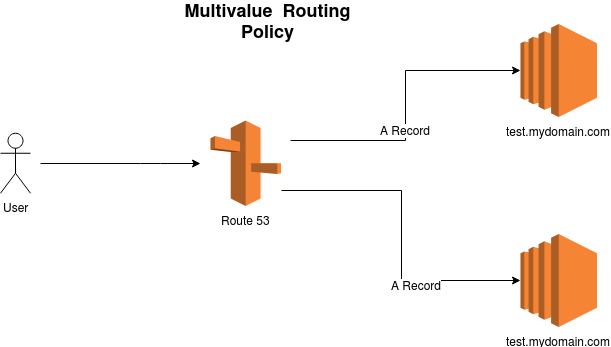 Multivalue Routing
Policy
A Record
test.mydomain.com
User
Route 53
A Record
test.mydomain.com